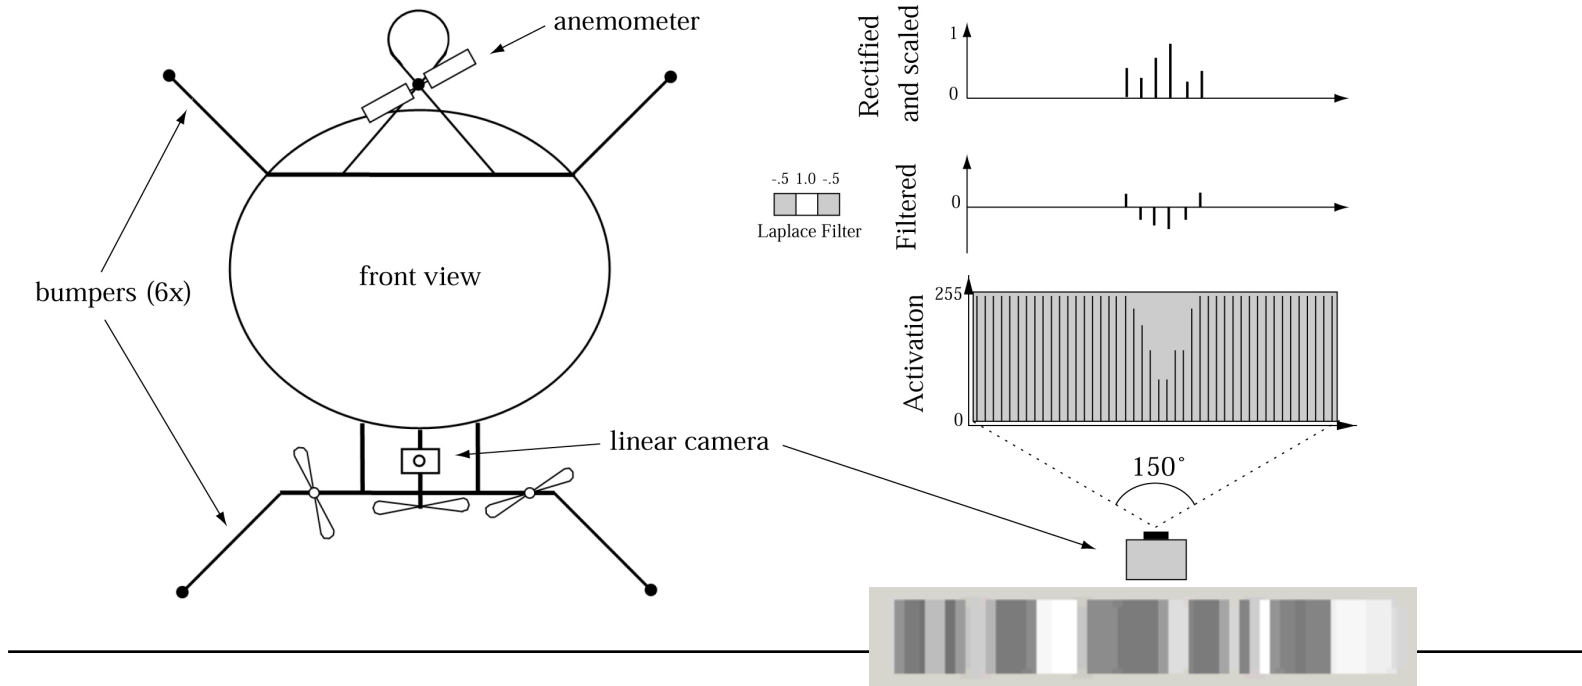 anemometer
bumpers (6x)
front view
linear camera
Rectified
and scaled
1
0
-.5 1.0 -.5
Laplace Filter
Filtered
0
Activation
255
0
150°